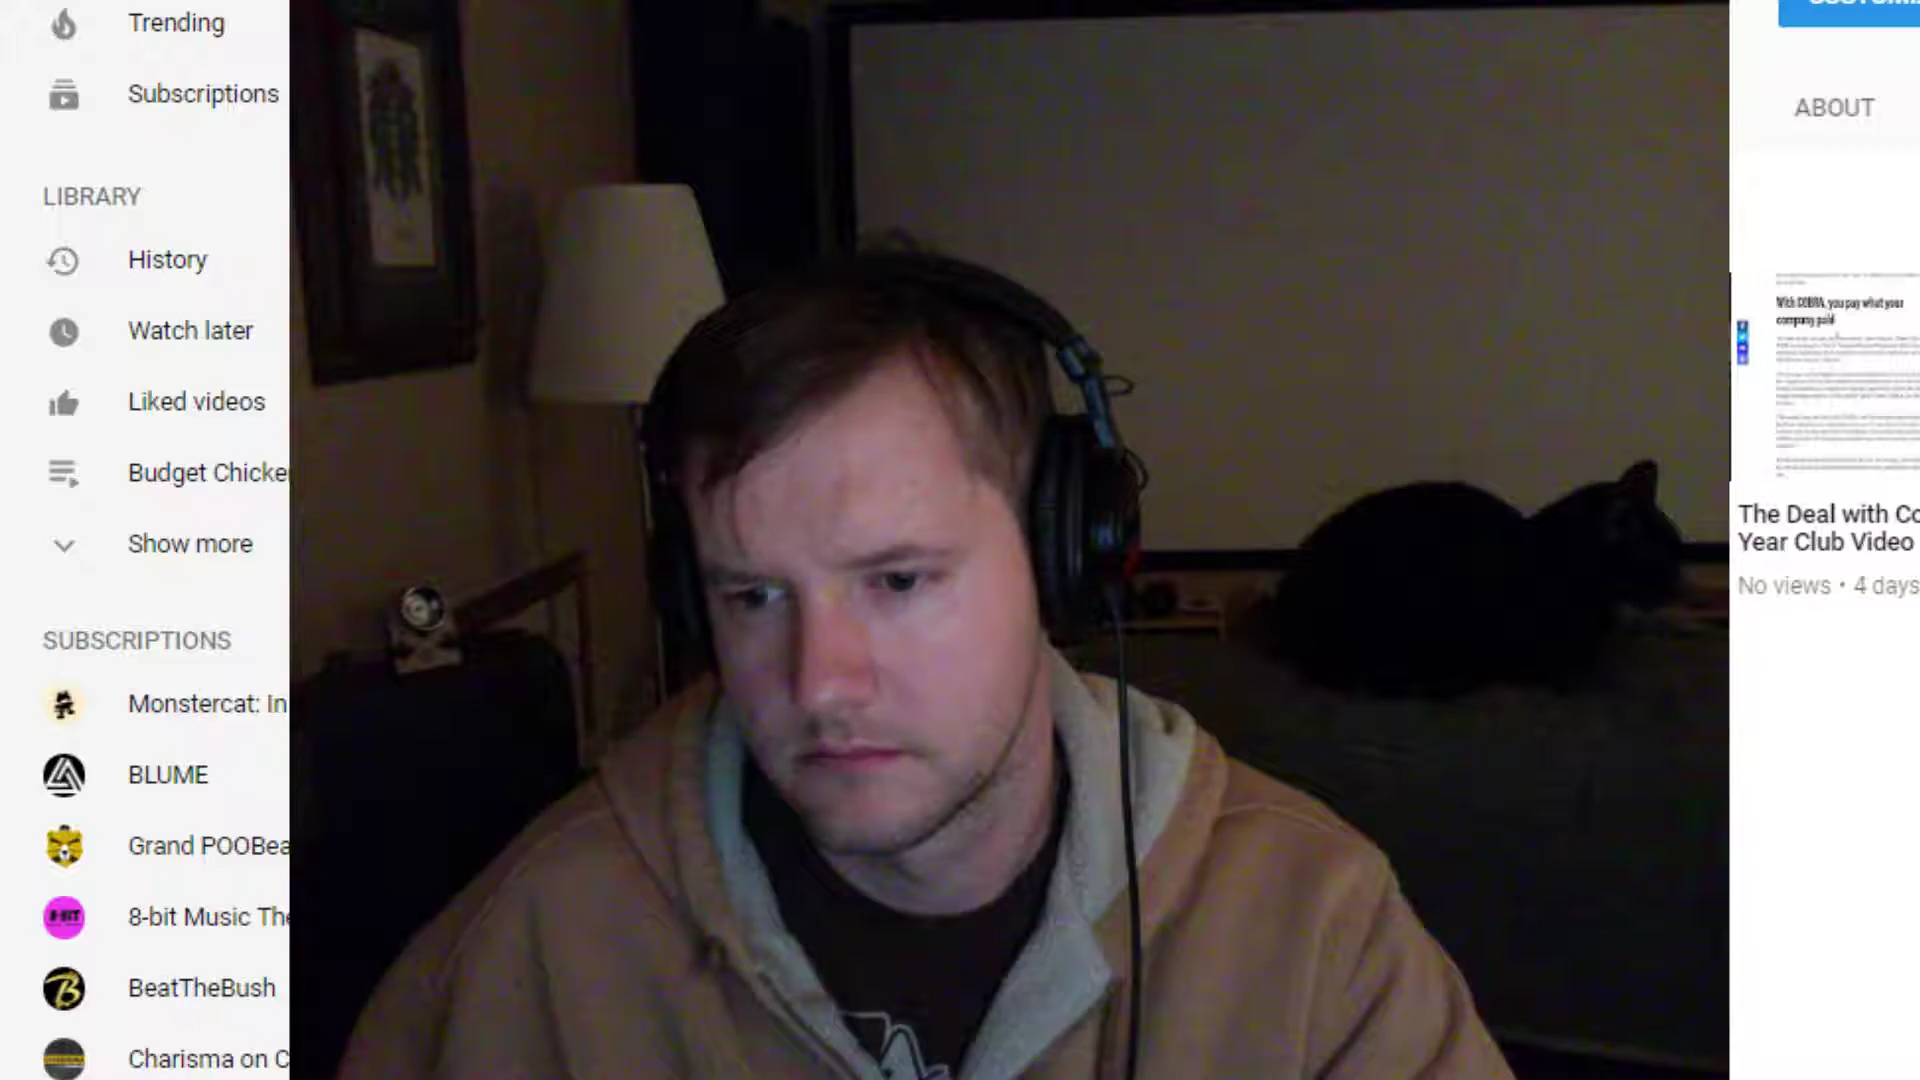 Trending
Subscriptions
LIBRARY
History
Watch later
Liked videos
Budget Chicke
Show more
SUBSCRIPTIONS
Monstercat: In
BLUME
Grand POOBea
8-bit Music The
BeatTheBush
Charisma on C
ABOUT
With COBRA, you pay what your
company paid
The Deal with Co
Year Club Video
No views • 4 days